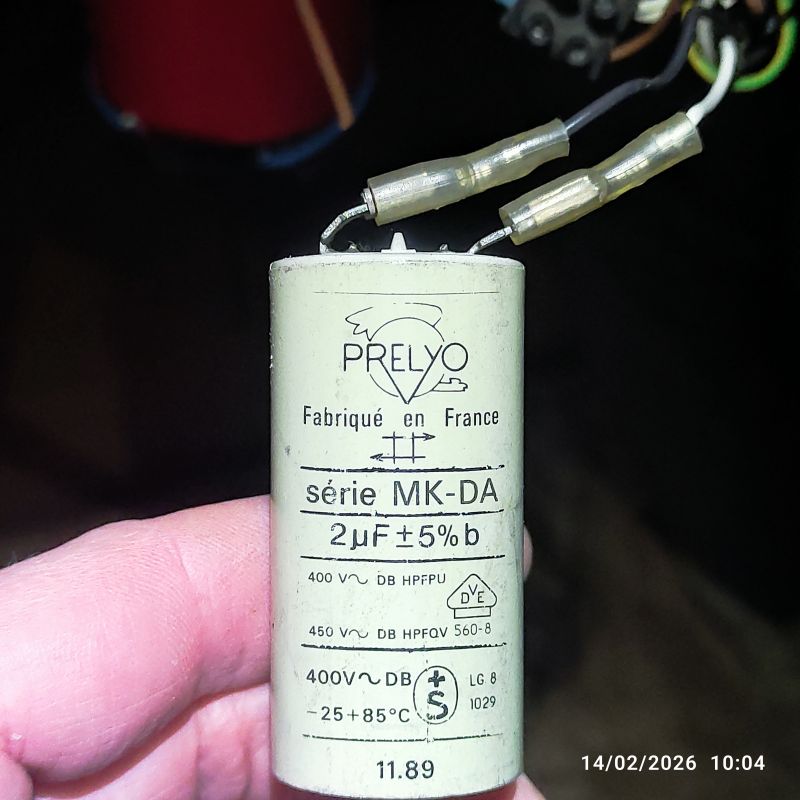 PRELYO
Fabriqué en France
série MK-DA
2µF ±5% b
400 V~ DB HPFPU
DVE
450 V~ DB HPFQV 560-8
400V~DB +S LG 8
-25+85°C 1029
11.89
14/02/2026 10:04